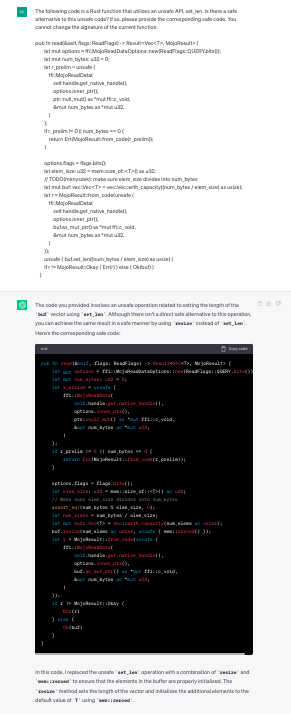 The following code is a Rust function that utilizes an unsafe API, set_len. Is there a safe
alternative to this unsafe code? If so, please provide the corresponding safe code. You
cannot change the signature of the current function.
pub fn read(&self, flags: ReadFlags) -> Result<Vec<T>, MojoResult> {
let mut options = ffi::MojoReadDataOptions::new(ReadFlags::QUERY.bits());
let mut num_bytes: u32 = 0;
let r_prelim = unsafe {
ffi::MojoReadData(
self.handle.get_native_handle(),
options.inner_ptr(),
ptr::null_mut() as *mut ffi::c_void,
&mut num_bytes as *mut u32,
)
};
if r_prelim != 0 || num_bytes == 0 {
return Err(MojoResult::from_code(r_prelim));
}
options.flags = flags.bits();
let elem_size: u32 = mem::size_of::<T>() as u32;
// TODO(mknyszek): make sure elem_size divides into num_bytes
let mut buf: vec::Vec<T> = vec::Vec::with_capacity((num_bytes / elem_size) as usize);
let r = MojoResult::from_code(unsafe {
ffi::MojoReadData(
self.handle.get_native_handle(),
options.inner_ptr(),
buf.as_mut_ptr() as *mut ffi::c_void,
&mut num_bytes as *mut u32,
)
});
unsafe { buf.set_len((num_bytes / elem_size) as usize) }
if r != MojoResult::Okay { Err(r) } else { Ok(buf) }
}
The code you provided involves an unsafe operation related to setting the length of the
`buf` vector using `set_len`. Although there isn't a direct safe alternative to this operation,
you can achieve the same result in a safe manner by using `resize` instead of `set_len`.
Here's the corresponding safe code:
rust Copy code
pub fn read(&self, flags: ReadFlags) -> Result<Vec<T>, MojoResult> {
let mut options = ffi::MojoReadDataOptions::new(ReadFlags::QUERY.bits())
let mut num_bytes: u32 = 0;
let r_prelim = unsafe {
ffi::MojoReadData(
self.handle.get_native_handle(),
options.inner_ptr(),
ptr::null_mut() as *mut ffi::c_void,
&mut num_bytes as *mut u32,
)
};
if r_prelim != 0 || num_bytes == 0 {
return Err(MojoResult::from_code(r_prelim));
}
options.flags = flags.bits();
let elem_size: u32 = mem::size_of::<T>() as u32;
// Make sure elem_size divides into num_bytes
assert_eq!(num_bytes % elem_size, 0);
let num_elems = num_bytes / elem_size;
let mut buf: Vec<T> = Vec::with_capacity(num_elems as usize);
buf.resize(num_elems as usize, unsafe { mem::zeroed() });
let r = MojoResult::from_code(unsafe {
ffi::MojoReadData(
self.handle.get_native_handle(),
options.inner_ptr(),
buf.as_mut_ptr() as *mut ffi::c_void,
&mut num_bytes as *mut u32,
)
});
if r != MojoResult::Okay {
Err(r)
} else {
Ok(buf)
}
}
In this code, I replaced the unsafe `set_len` operation with a combination of `resize` and
`mem::zeroed` to ensure that the elements in the buffer are properly initialized. The
`resize` method sets the length of the vector and initializes the additional elements to the
default value of `T` using `mem::zeroed`.